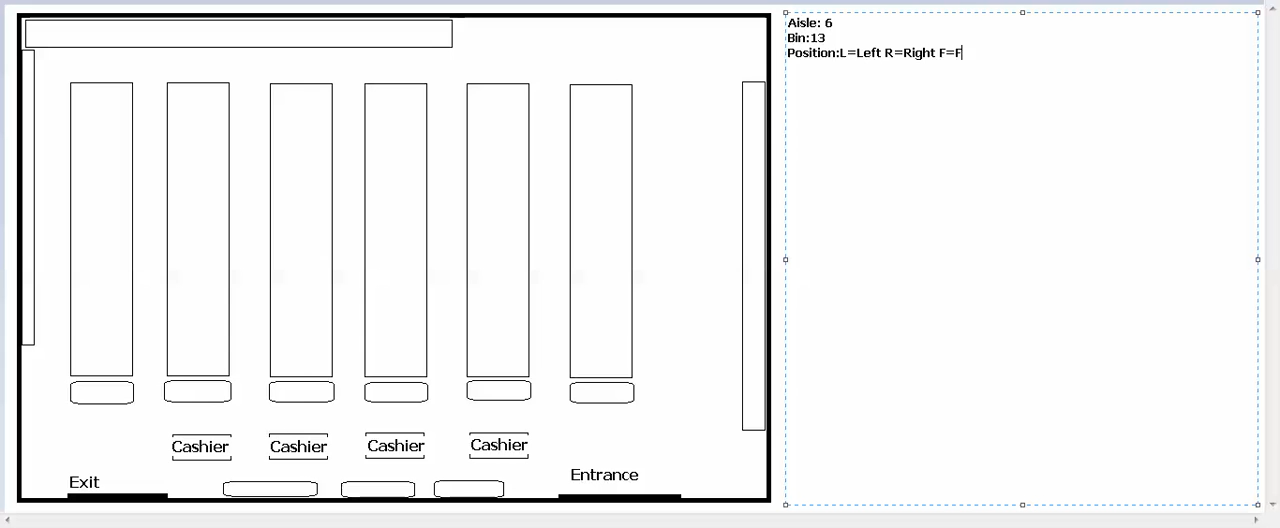 Aisle: 6
Bin:13
Position:L=Left R=Right F=F
Cashier
Cashier
Cashier
Cashier
Exit
Entrance